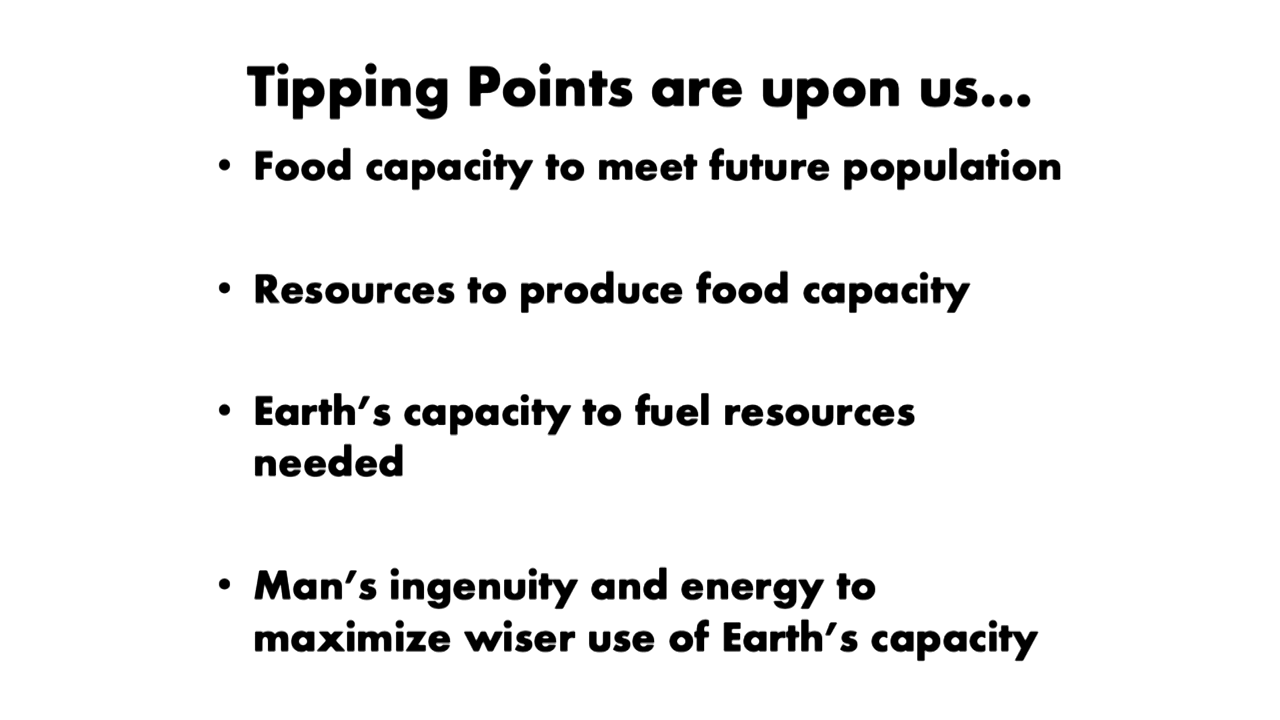 Tipping Points are upon us...
• Food capacity to meet future population
• Resources to produce food capacity
• Earth’s capacity to fuel resources
needed
• Man’s ingenuity and energy to
maximize wiser use of Earth’s capacity